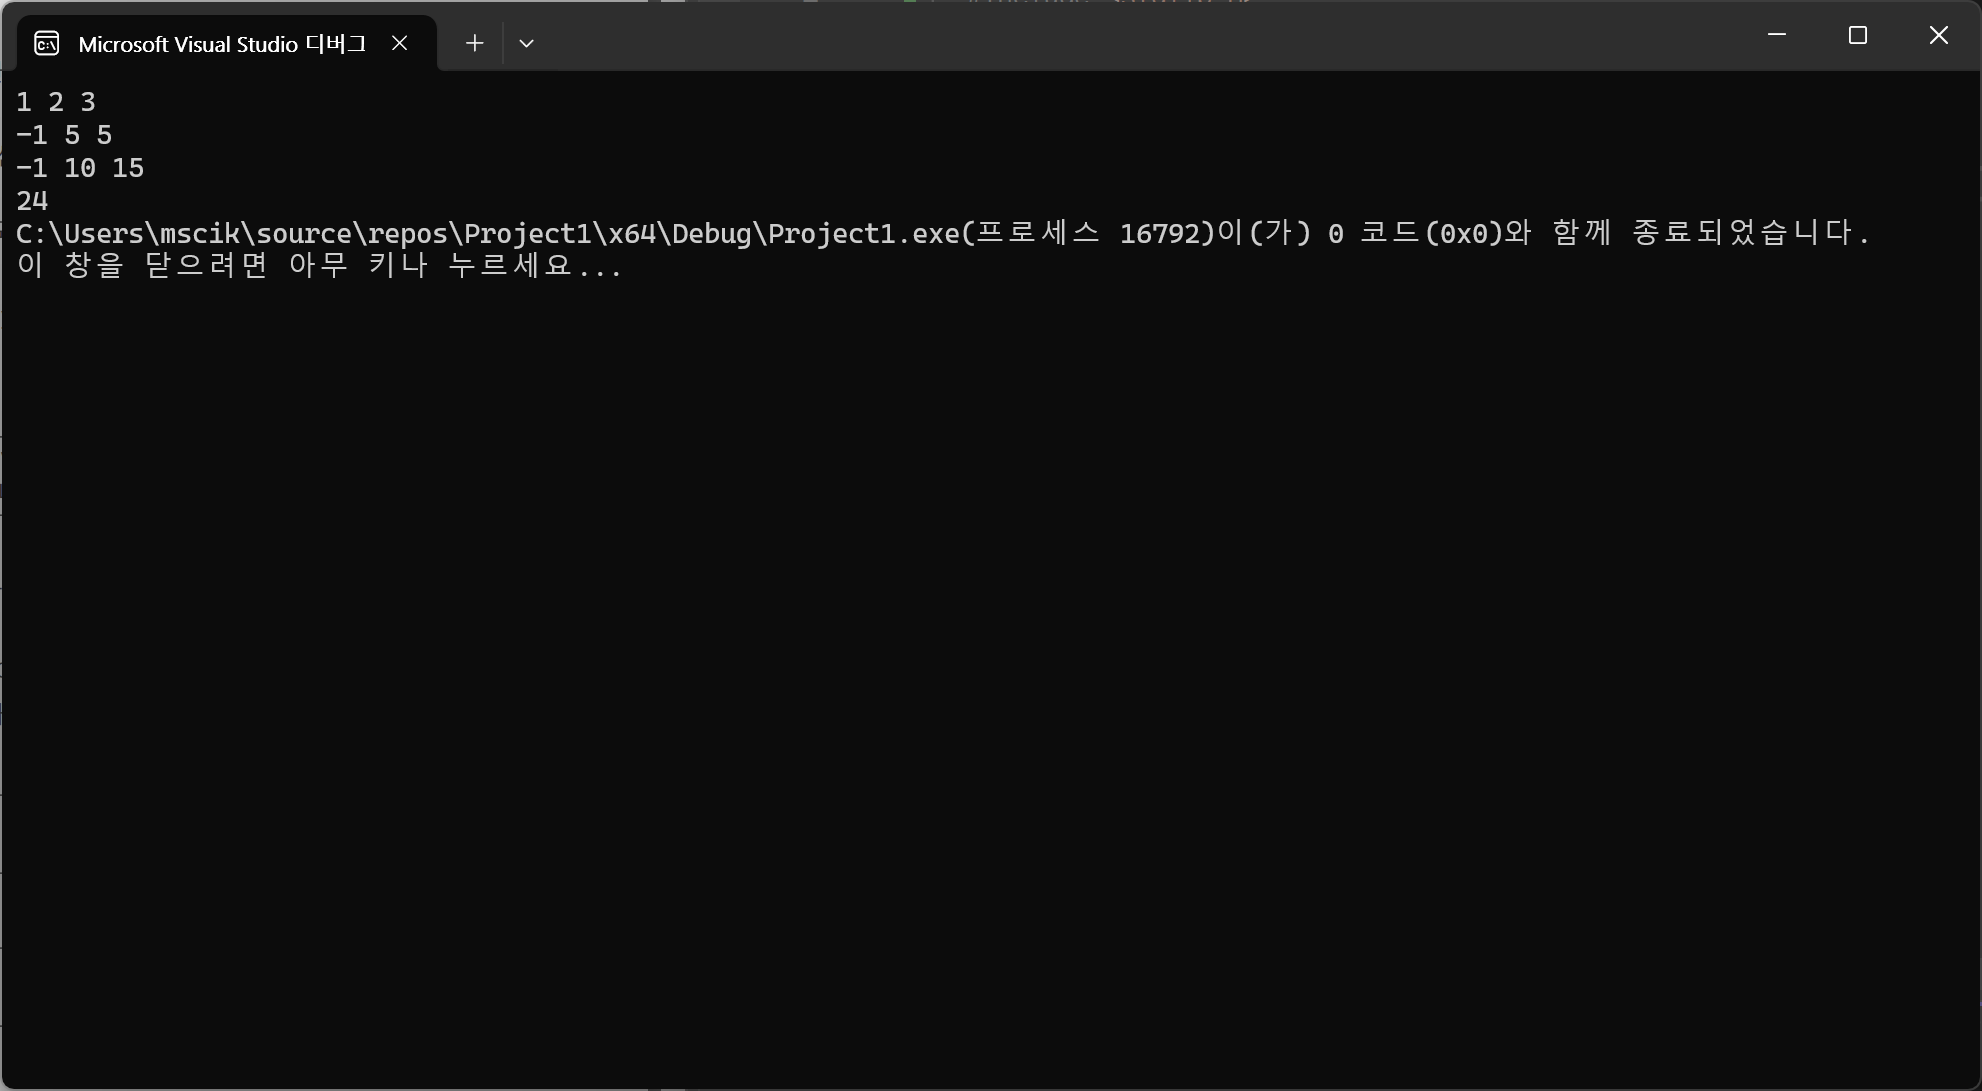 Microsoft Visual Studio 디버그
1 2 3
-1 5 5
-1 10 15
24
C:\Users\mscik\source\repos\Project1\x64\Debug\Project1.exe(프로세스 16792)이(가) 0 코드(0x0)와 함께 종료되었습니다.
이 창을 닫으려면 아무 키나 누르세요...